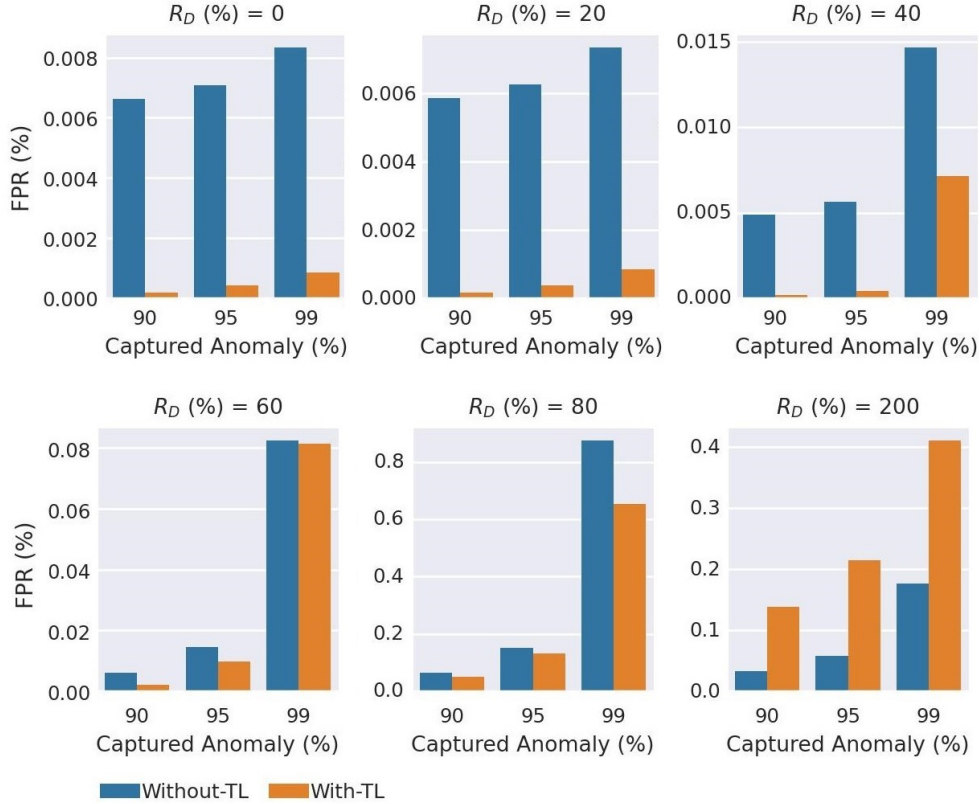 R_D (%) = 0
R_D (%) = 20
R_D (%) = 40
FPR (%)
0.008
0.006
0.004
0.002
0.000
0.006
0.004
0.002
0.000
0.015
0.010
0.005
0.000
90 95 99
90 95 99
90 95 99
Captured Anomaly (%)
Captured Anomaly (%)
Captured Anomaly (%)
R_D (%) = 60
R_D (%) = 80
R_D (%) = 200
FPR (%)
0.08
0.06
0.04
0.02
0.00
0.8
0.6
0.4
0.2
0.0
0.4
0.3
0.2
0.1
0.0
90 95 99
90 95 99
90 95 99
Captured Anomaly (%)
Captured Anomaly (%)
Captured Anomaly (%)
Without-TL
With-TL